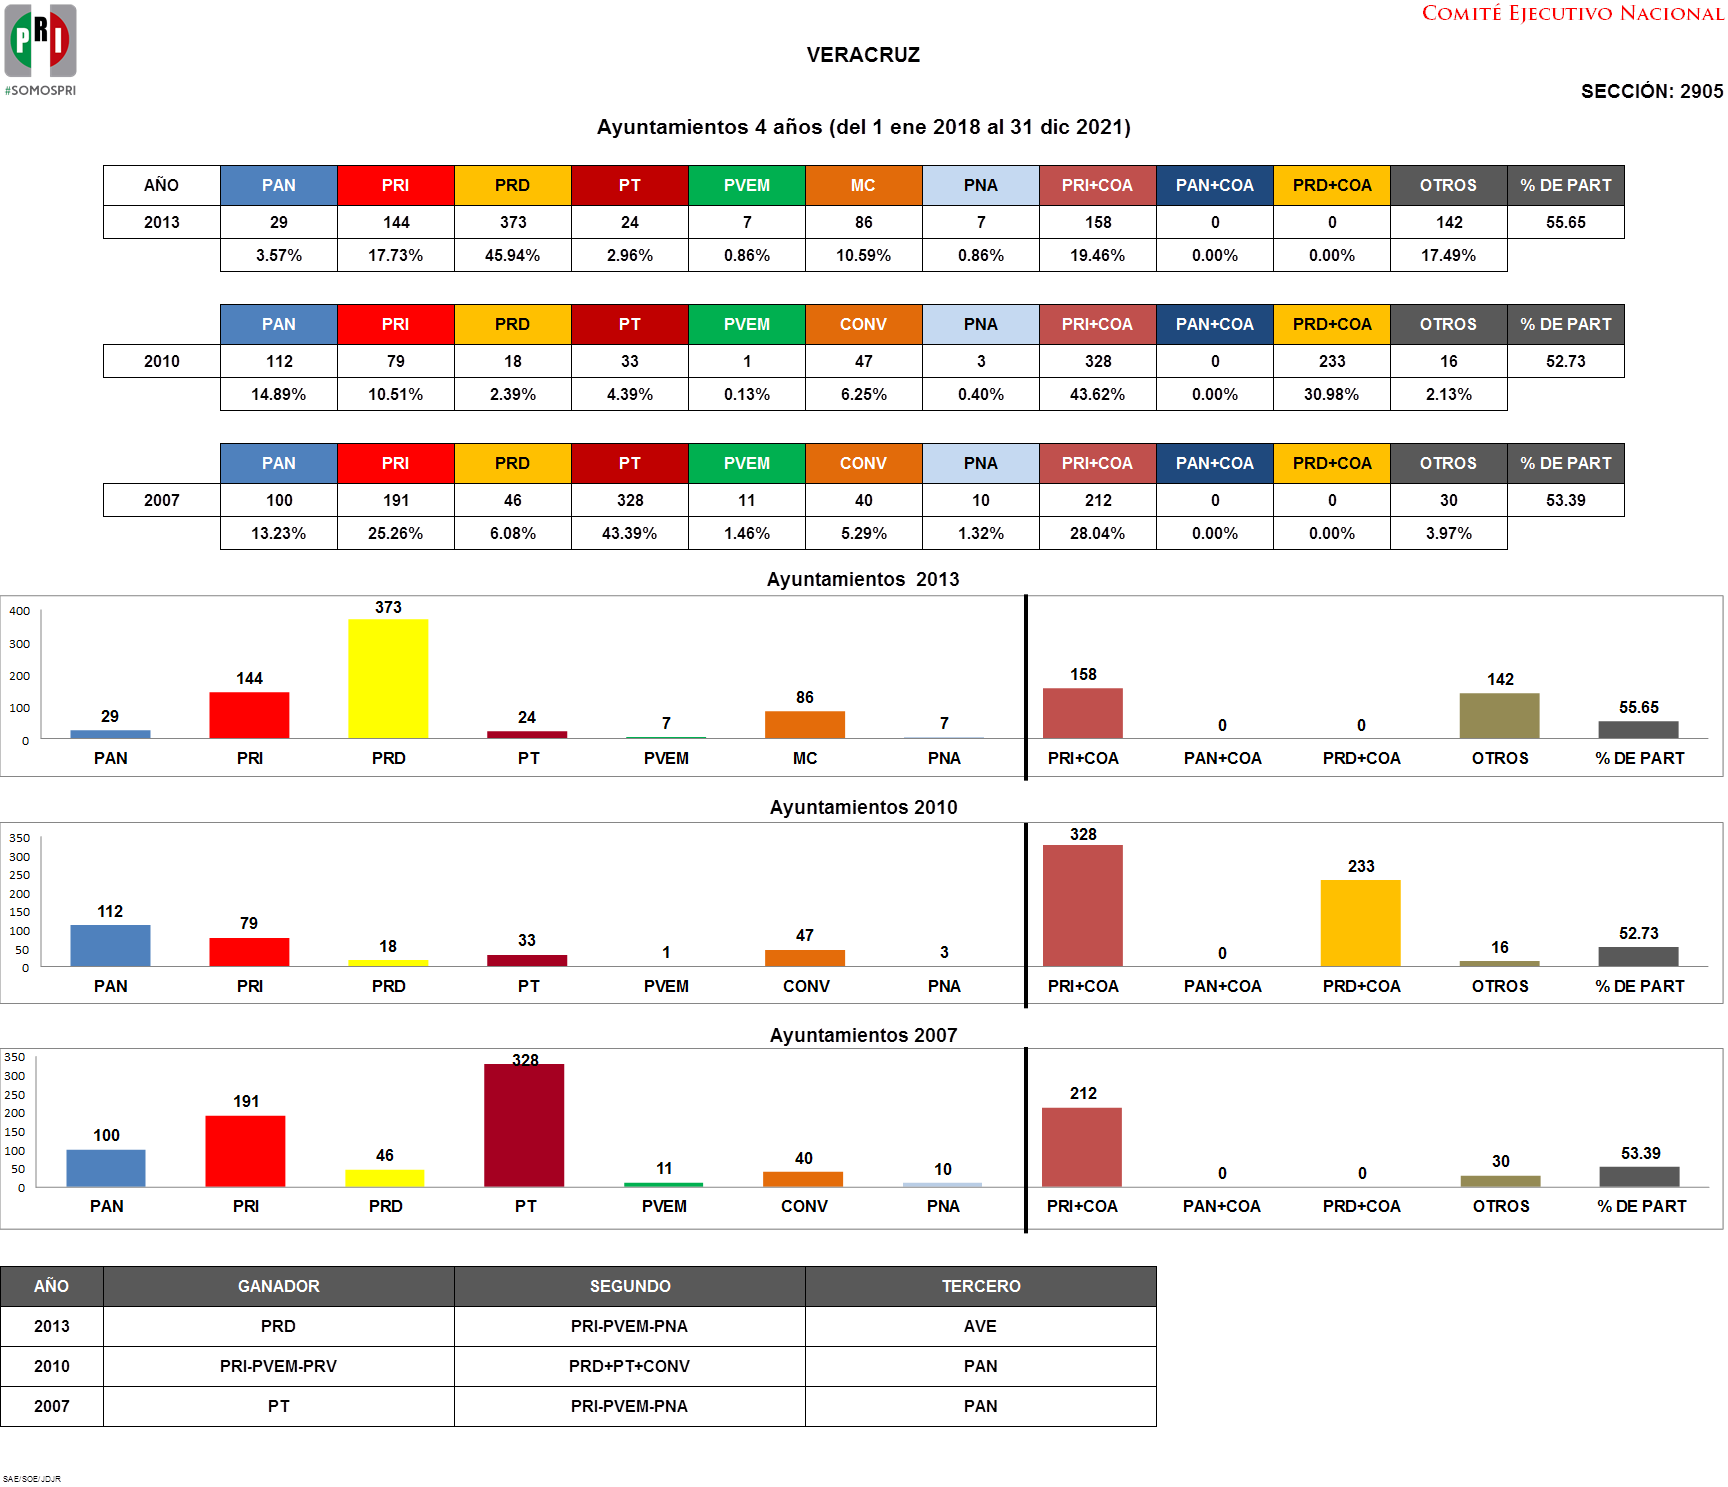 PRI
#SOMOSPRI
COMITÉ EJECUTIVO NACIONAL
VERACRUZ
SECCIÓN: 2905
Ayuntamientos 4 años (del 1 ene 2018 al 31 dic 2021)
AÑO PAN PRI PRD PT PVEM MC PNA PRI+COA PAN+COA PRD+COA OTROS % DE PART
2013 29 144 373 24 7 86 7 158 0 0 142 55.65
3.57% 17.73% 45.94% 2.96% 0.86% 10.59% 0.86% 19.46% 0.00% 0.00% 17.49%
PAN PRI PRD PT PVEM CONV PNA PRI+COA PAN+COA PRD+COA OTROS % DE PART
2010 112 79 18 33 1 47 3 328 0 233 16 52.73
14.89% 10.51% 2.39% 4.39% 0.13% 6.25% 0.40% 43.62% 0.00% 30.98% 2.13%
PAN PRI PRD PT PVEM CONV PNA PRI+COA PAN+COA PRD+COA OTROS % DE PART
2007 100 191 46 328 11 40 10 212 0 0 30 53.39
13.23% 25.26% 6.08% 43.39% 1.46% 5.29% 1.32% 28.04% 0.00% 0.00% 3.97%
Ayuntamientos 2013
400
300
200
100
0
29 144 373 24 7 86 7 158 0 0 142 55.65
PAN PRI PRD PT PVEM MC PNA PRI+COA PAN+COA PRD+COA OTROS % DE PART
Ayuntamientos 2010
350
300
250
200
150
100
50
0
112 79 18 33 1 47 3 328 0 233 16 52.73
PAN PRI PRD PT PVEM CONV PNA PRI+COA PAN+COA PRD+COA OTROS % DE PART
Ayuntamientos 2007
350
300
250
200
150
100
50
0
100 191 46 328 11 40 10 212 0 0 30 53.39
PAN PRI PRD PT PVEM CONV PNA PRI+COA PAN+COA PRD+COA OTROS % DE PART
AÑO GANADOR SEGUNDO TERCERO
2013 PRD PRI-PVEM-PNA AVE
2010 PRI-PVEM-PRV PRD+PT+CONV PAN
2007 PT PRI-PVEM-PNA PAN
SAE/SOE/JDJR